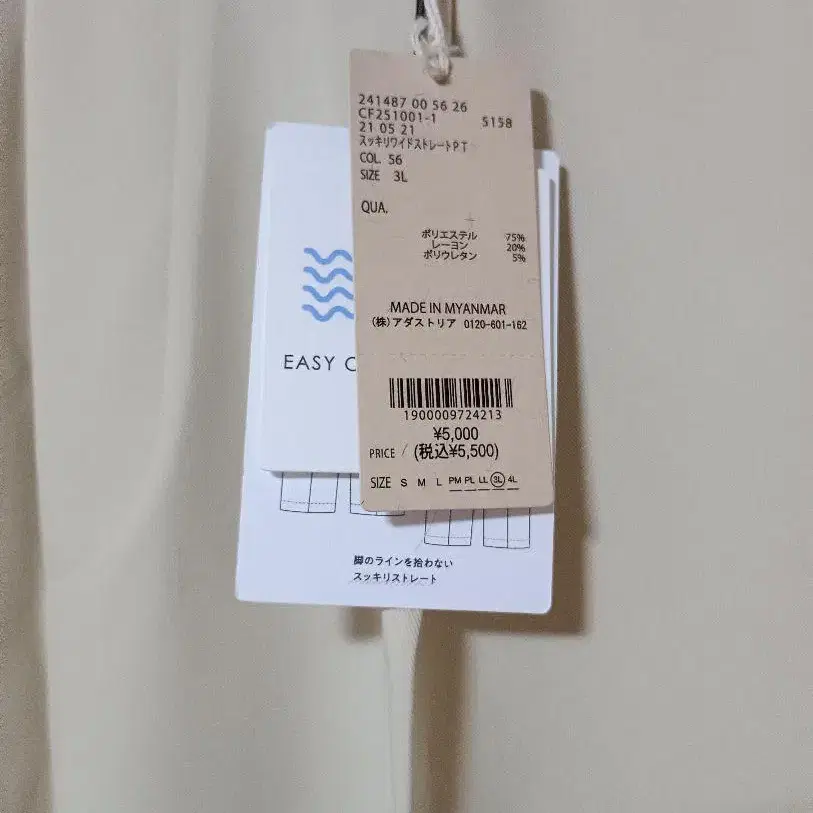 241487 00 56 26
CF251001-1 5158
21 05 21
スッキリワイドストレートPT
COL. 56
SIZE 3L
QUA.
ポリエステル 75%
レーヨン 20%
ポリウレタン 5%
MADE IN MYANMAR
(株)アダストリア 0120-601-162
1900009724213
¥5,000
PRICE / (税込¥5,500)
SIZE S M L PM PL LL 3L 4L
EASY
脚のラインを拾わない
スッキリストレート